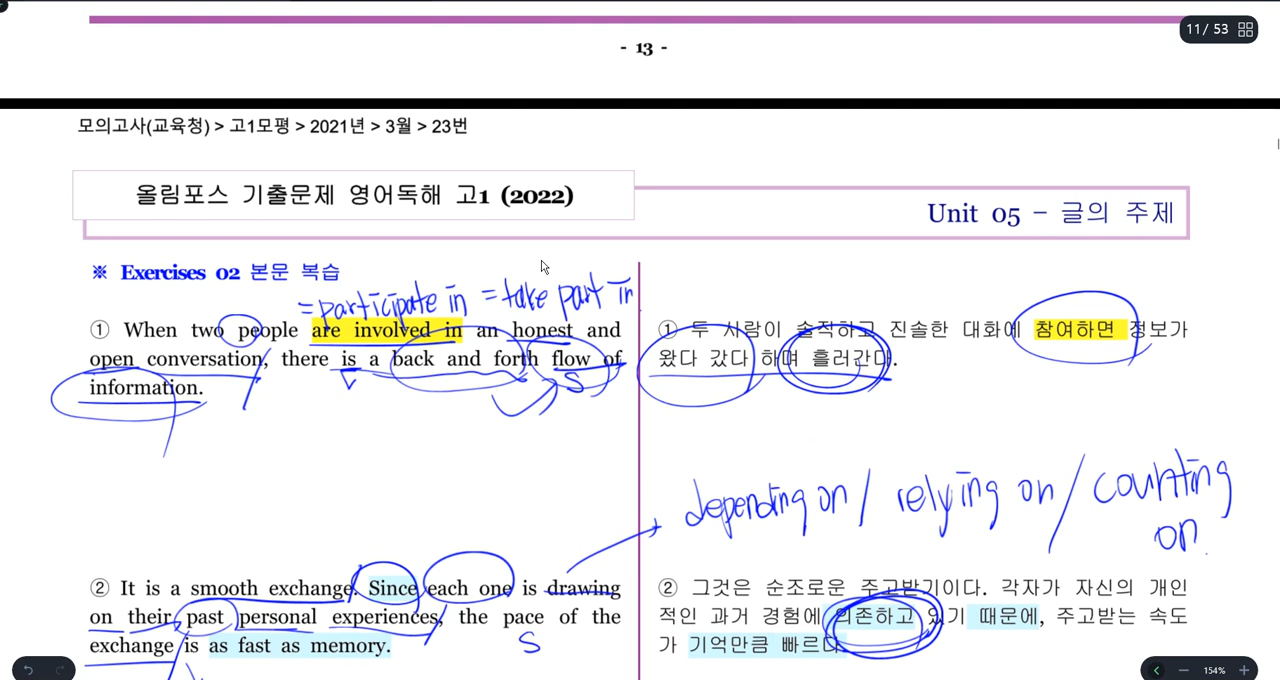 11 / 53
- 13 -
모의고사(교육청) > 고1모평 > 2021년 > 3월 > 23번
올림포스 기출문제 영어독해 고1 (2022)
Unit 05 – 글의 주제
※ Exercises 02 본문 복습
= participate in = take part in
① When two people are involved in an honest and
open conversation, there is a back and forth flow of
information.
V
S
① 두 사람이 솔직하고 진솔한 대화에 참여하면 정보가
왔다 갔다 하며 흘러간다.
depending on / relying on / counting
on
② It is a smooth exchange. Since each one is drawing
on their past personal experiences, the pace of the
exchange is as fast as memory.
S
② 그것은 순조로운 주고받기이다. 각자가 자신의 개인
적인 과거 경험에 의존하고 있기 때문에, 주고받는 속도
가 기억만큼 빠르다.
154%